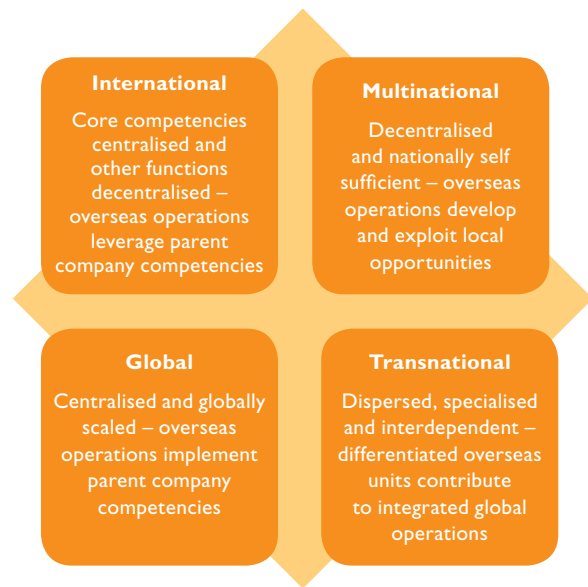 International
Core competencies
centralised and
other functions
decentralised –
overseas operations
leverage parent
company competencies
Multinational
Decentralised
and nationally self
sufficient – overseas
operations develop
and exploit local
opportunities
Global
Centralised and globally
scaled – overseas
operations implement
parent company
competencies
Transnational
Dispersed, specialised
and interdependent –
differentiated overseas
units contribute
to integrated global
operations